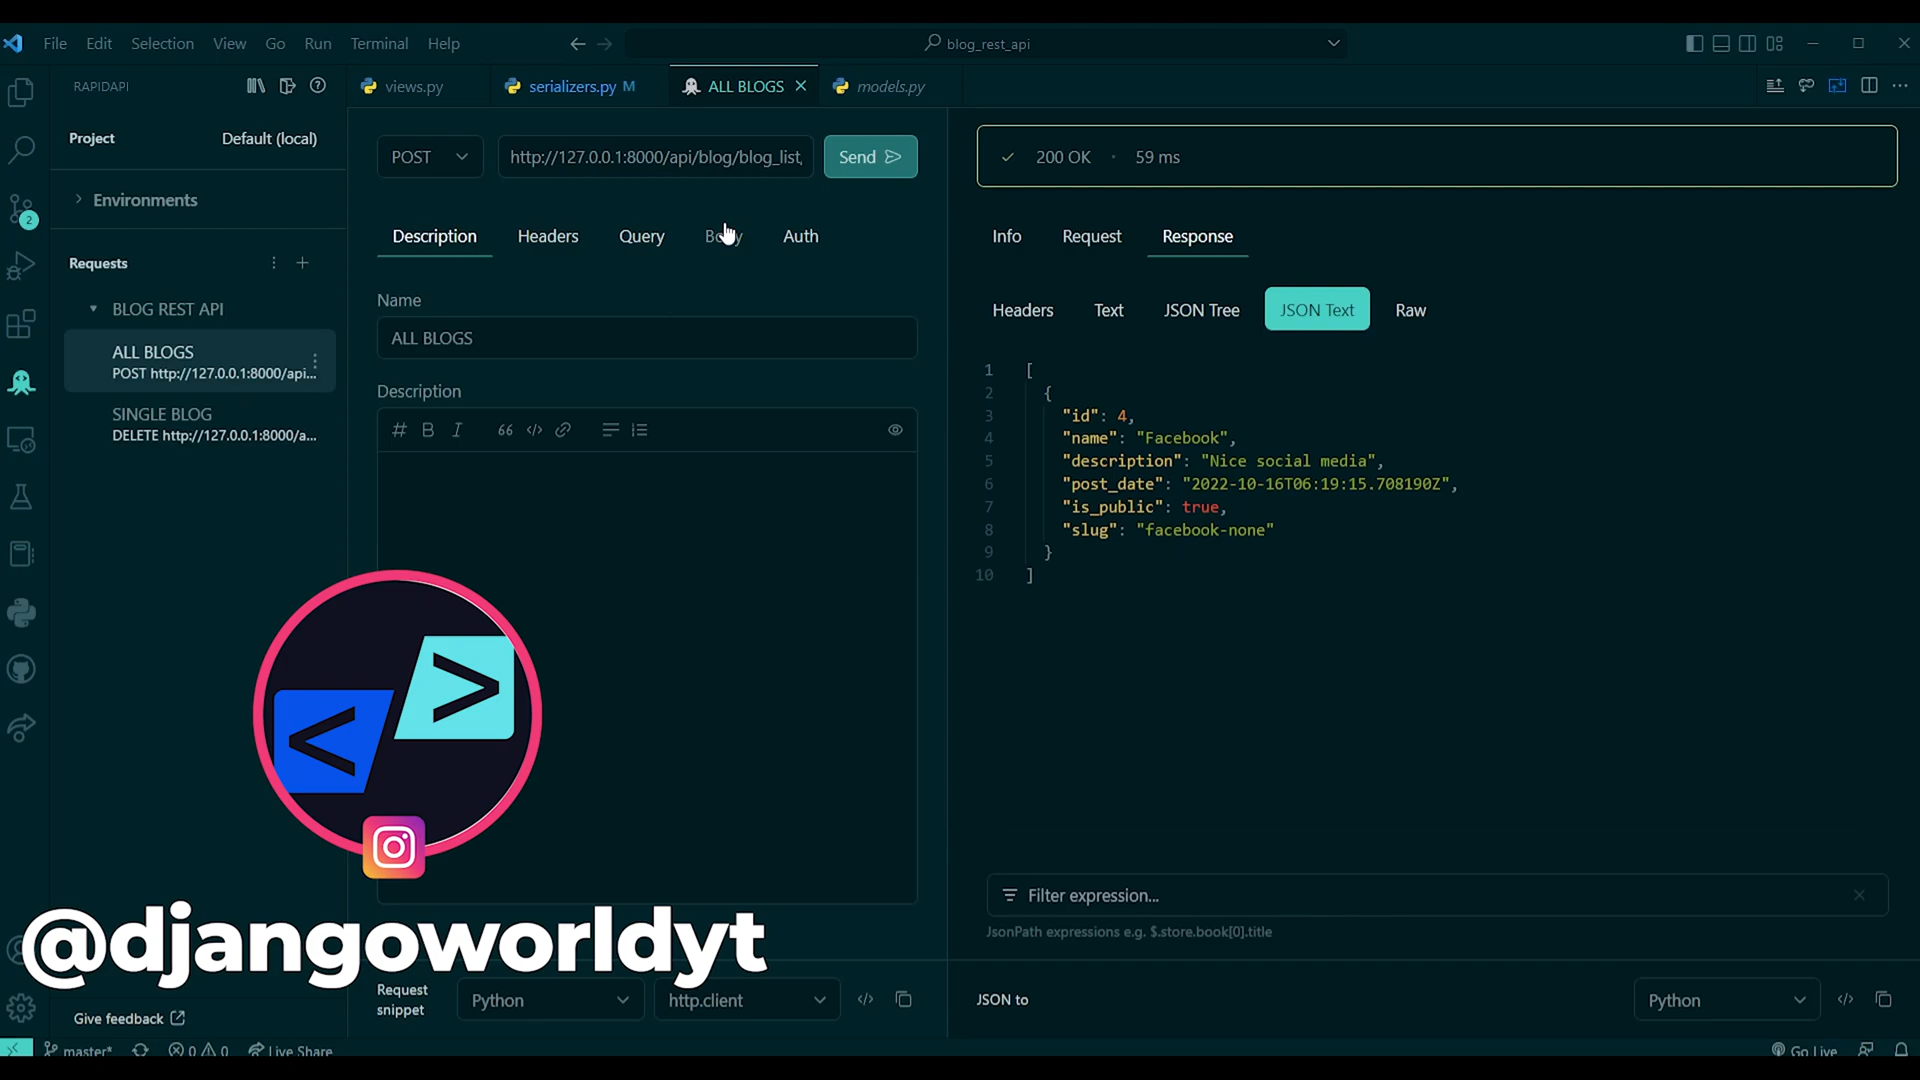 File Edit Selection View Go Run Terminal Help
blog_rest_api
RAPIDAPI
views.py serializers.py M ALL BLOGS models.py
Project Default (local)
Environments
Requests
BLOG REST API
ALL BLOGS
POST http://127.0.0.1:8000/api...
SINGLE BLOG
DELETE http://127.0.0.1:8000/a...
2
POST http://127.0.0.1:8000/api/blog/blog_list, Send
Description Headers Query Body Auth
Name
ALL BLOGS
Description
200 OK · 59 ms
Info Request Response
Headers Text JSON Tree JSON Text Raw
1 [
2 {
3 "id": 4,
4 "name": "Facebook",
5 "description": "Nice social media",
6 "post_date": "2022-10-16T06:19:15.708190Z",
7 "is_public": true,
8 "slug": "facebook-none"
9 }
10 ]
Filter expression...
JsonPath expressions e.g. $.store.book[0].title
< >
@djangoworldyt
Request snippet Python http.client
JSON to Python
Give feedback
master* 0 0 Live Share Go Live